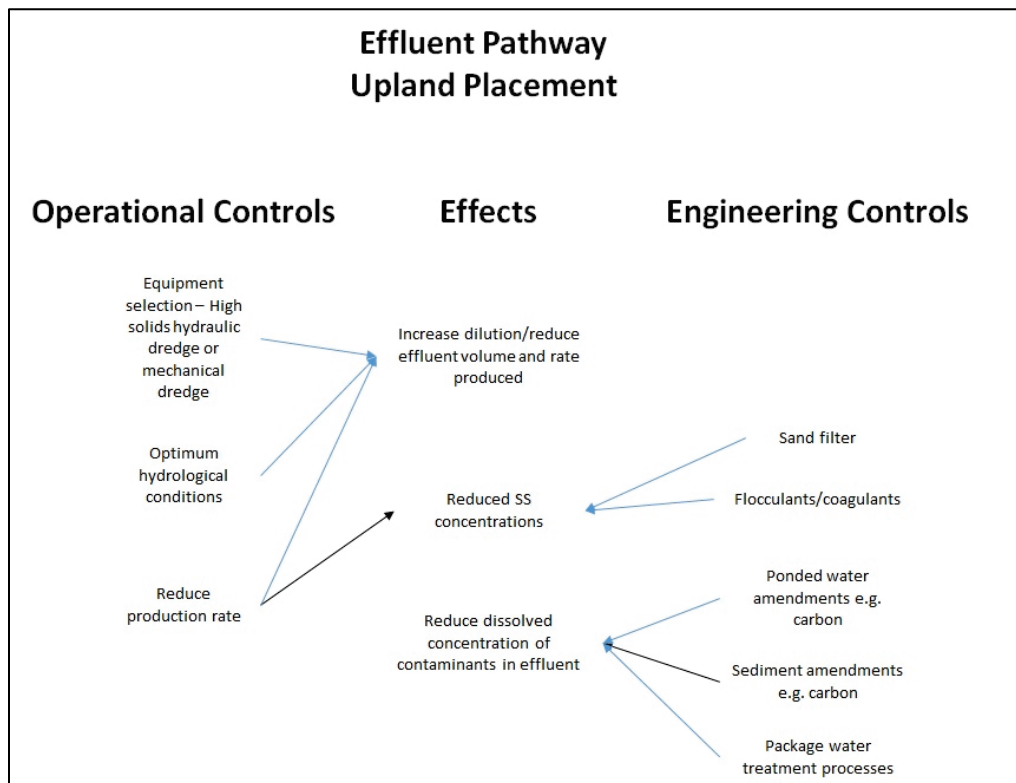 Effluent Pathway
Upland Placement
Operational Controls
Effects
Engineering Controls
Equipment
selection – High
solids hydraulic
dredge or
mechanical
dredge
Optimum
hydrological
conditions
Reduce
production rate
Increase dilution/reduce
effluent volume and rate
produced
Reduced SS
concentrations
Reduce dissolved
concentration of
contaminants in effluent
Sand filter
Flocculants/coagulants
Ponded water
amendments e.g.
carbon
Sediment amendments
e.g. carbon
Package water
treatment processes